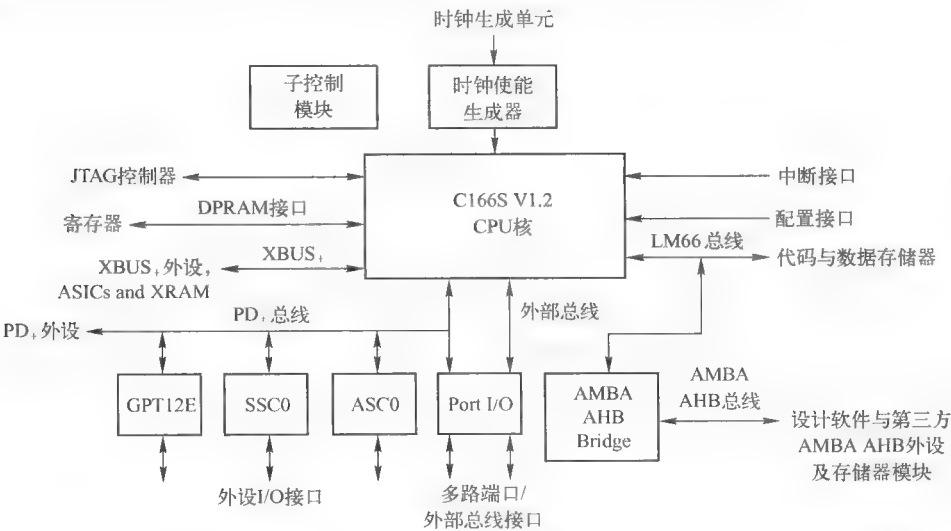 时钟生成单元
子控制
模块
时钟使能
生成器
JTAG控制器
C166S V1.2
CPU核
中断接口
寄存器
DPRAM接口
配置接口
XBUS+外设,
ASICs and XRAM
XBUS+
LM66总线
代码与数据存储器
PD+总线
外部总线
PD+外设
GPT12E
SSC0
ASC0
Port I/O
AMBA
AHB
Bridge
AMBA
AHB总线
设计软件与第三方
AMBA AHB外设
及存储器模块
外设I/O接口
多路端口/
外部总线接口